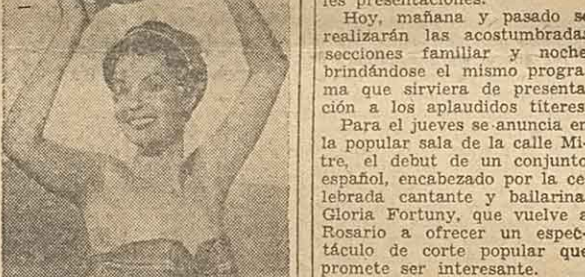 les presentaciones.
Hoy, mañana y pasado se
realizarán las acostumbradas
secciones familiar y noche
brindándose el mismo progra
ma que sirviera de presenta
ción a los aplaudidos títeres
Para el jueves se anuncia en
la popular sala de la calle Mi-
tre, el debut de un conjunto
español, encabezado por la ce
lebrada cantante y bailarina
Gloria Fortuny, que vuelve a
Rosario a ofrecer un espec-
táculo de corte popular que
promete ser interesante.